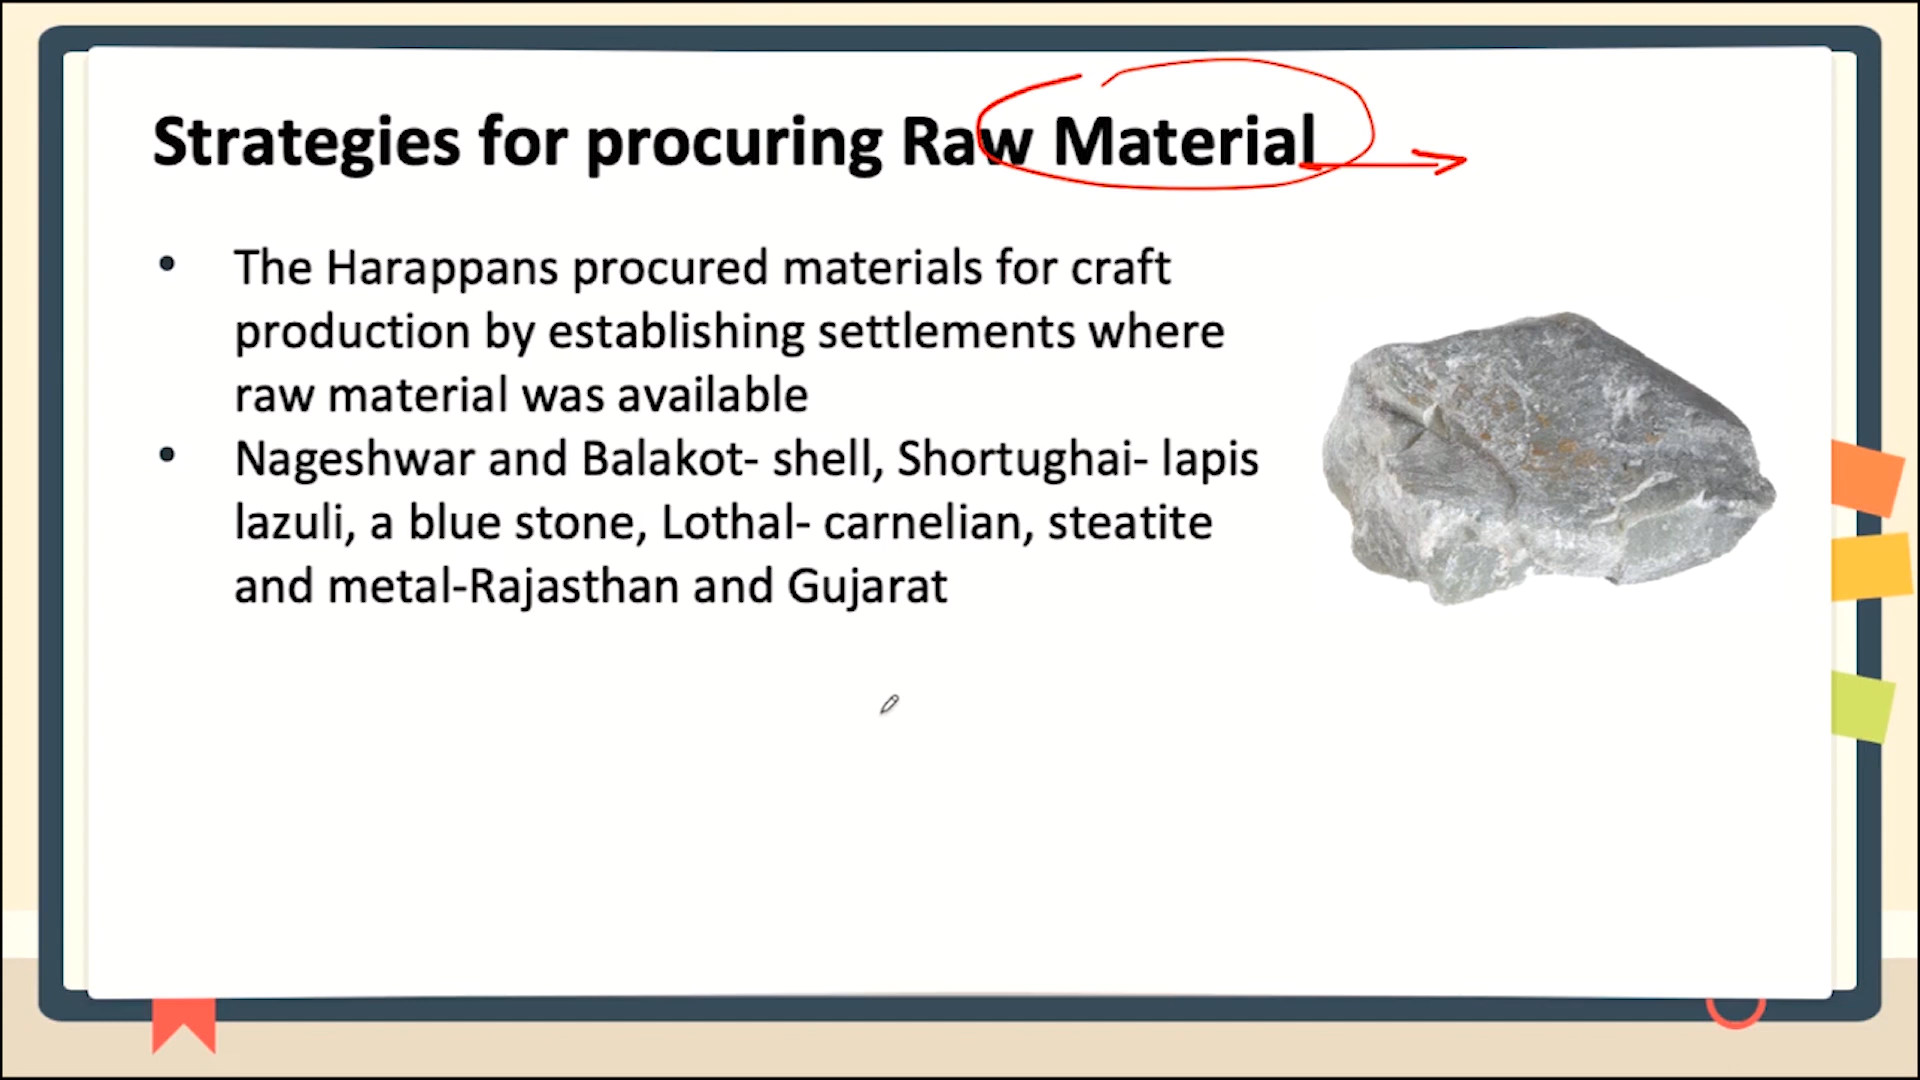 Strategies for procuring Raw Material
• The Harappans procured materials for craft
production by establishing settlements where
raw material was available
• Nageshwar and Balakot- shell, Shortughai- lapis
lazuli, a blue stone, Lothal- carnelian, steatite
and metal-Rajasthan and Gujarat